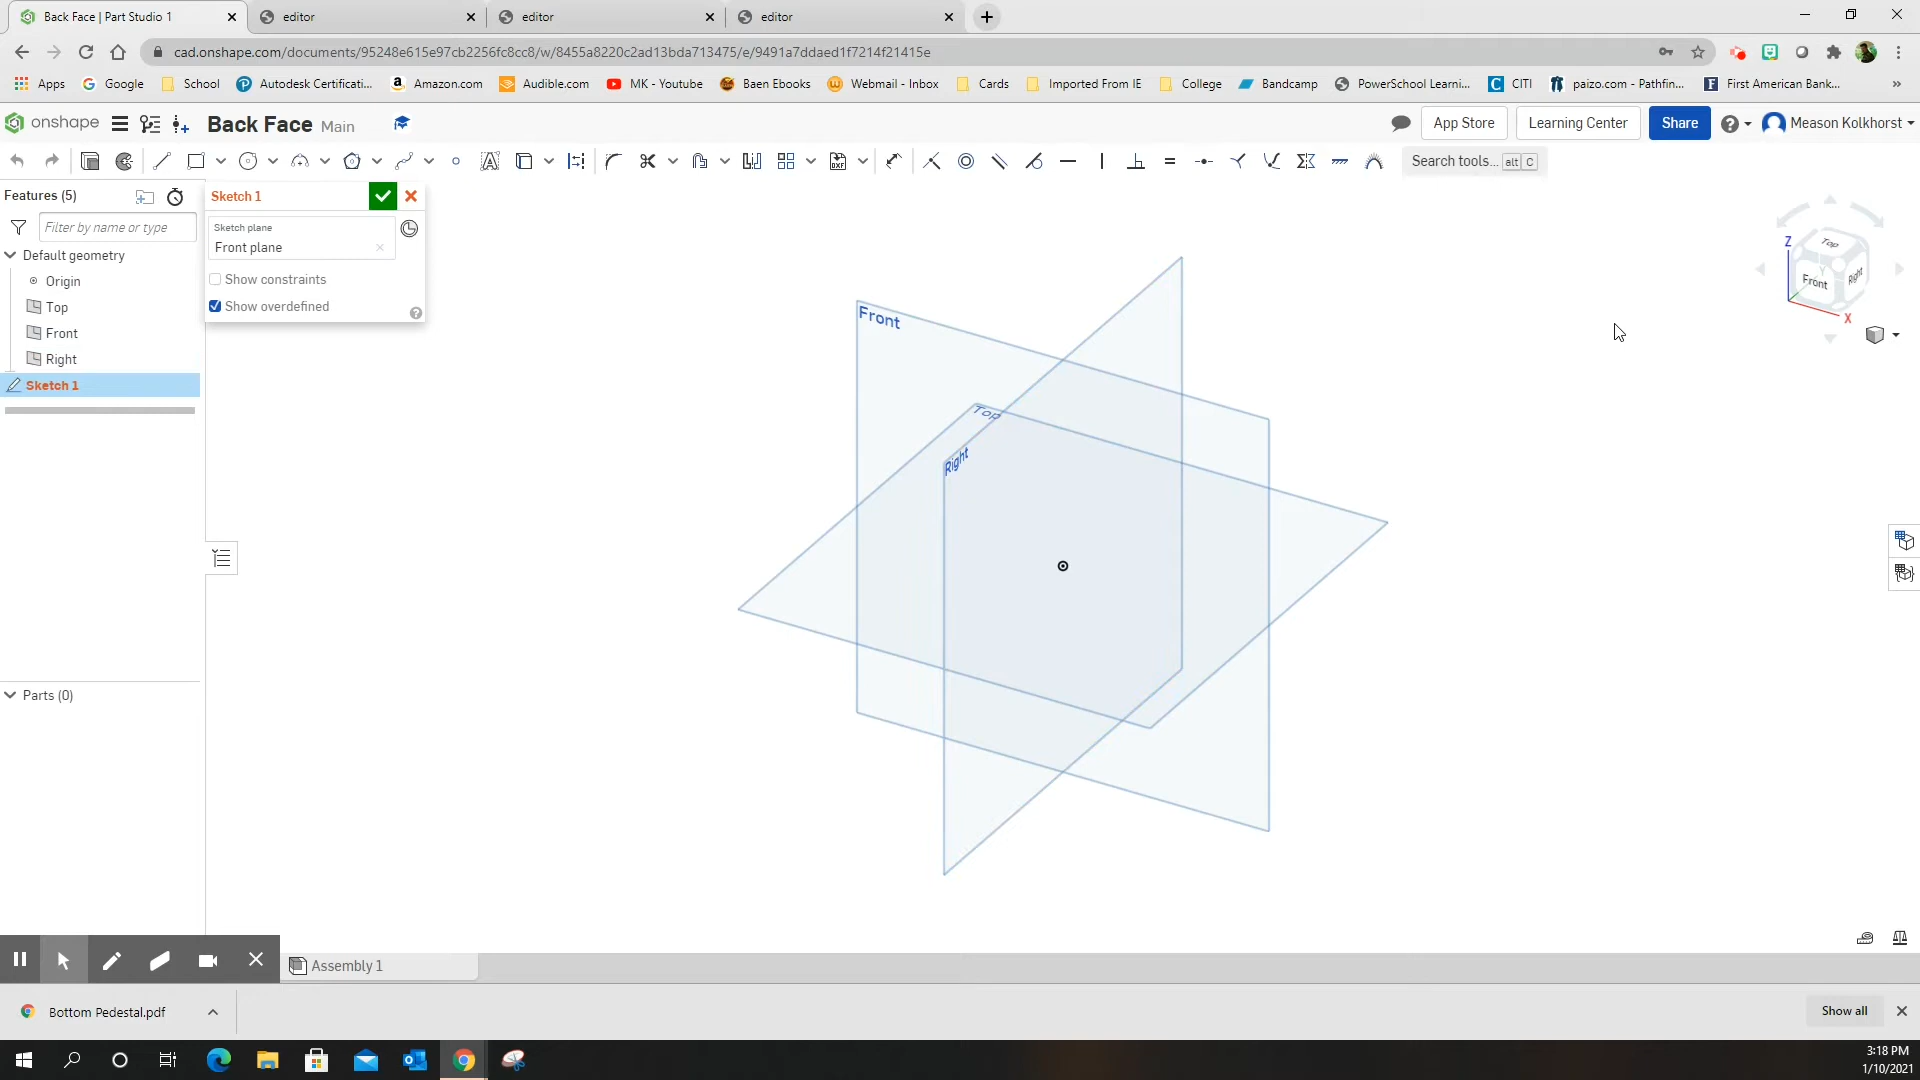 Back Face | Part Studio 1
editor
editor
editor
cad.onshape.com/documents/95248e615e97cb2256fc8cc8/w/8455a8220c2ad13bda713475/e/9491a7ddaed1f7214f21415e
Apps
Google
School
Autodesk Certificati...
Amazon.com
Audible.com
MK - Youtube
Baen Ebooks
Webmail - Inbox
Cards
Imported From IE
College
Bandcamp
PowerSchool Learni...
CITI
paizo.com - Pathfin...
First American Bank...
»
onshape
Back Face Main
App Store
Learning Center
Share
Meason Kolkhorst
Search tools... alt C
Features (5)
Filter by name or type
Default geometry
Origin
Top
Front
Right
Sketch 1
Sketch 1
Sketch plane
Front plane
Show constraints
Show overdefined
Front
Top
Right
Z
Top
Y
Front
Right
X
Parts (0)
Assembly 1
Bottom Pedestal.pdf
Show all
3:18 PM
1/10/2021